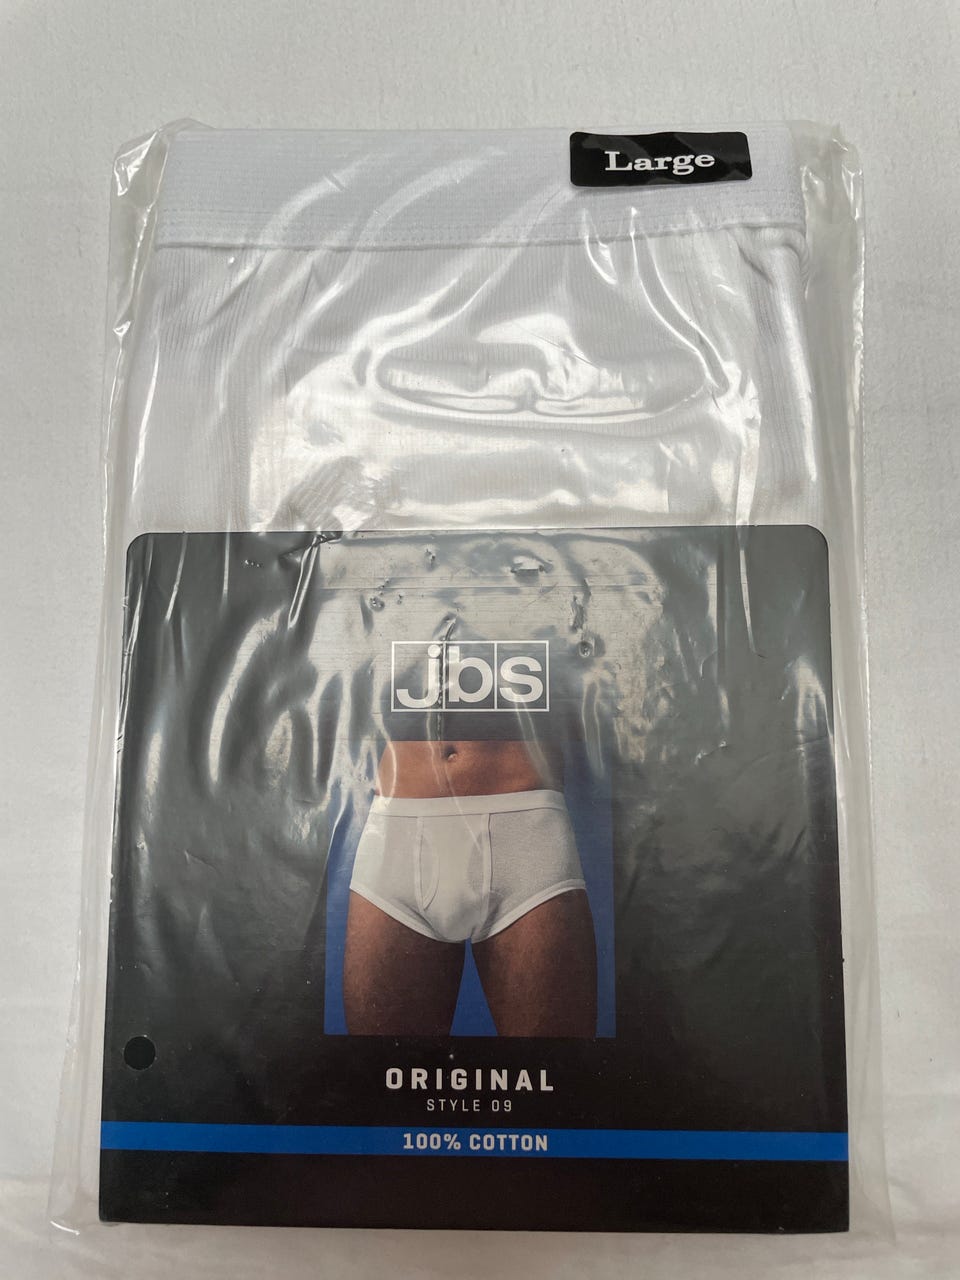 Large
jbs
ORIGINAL
STYLE 09
100% COTTON